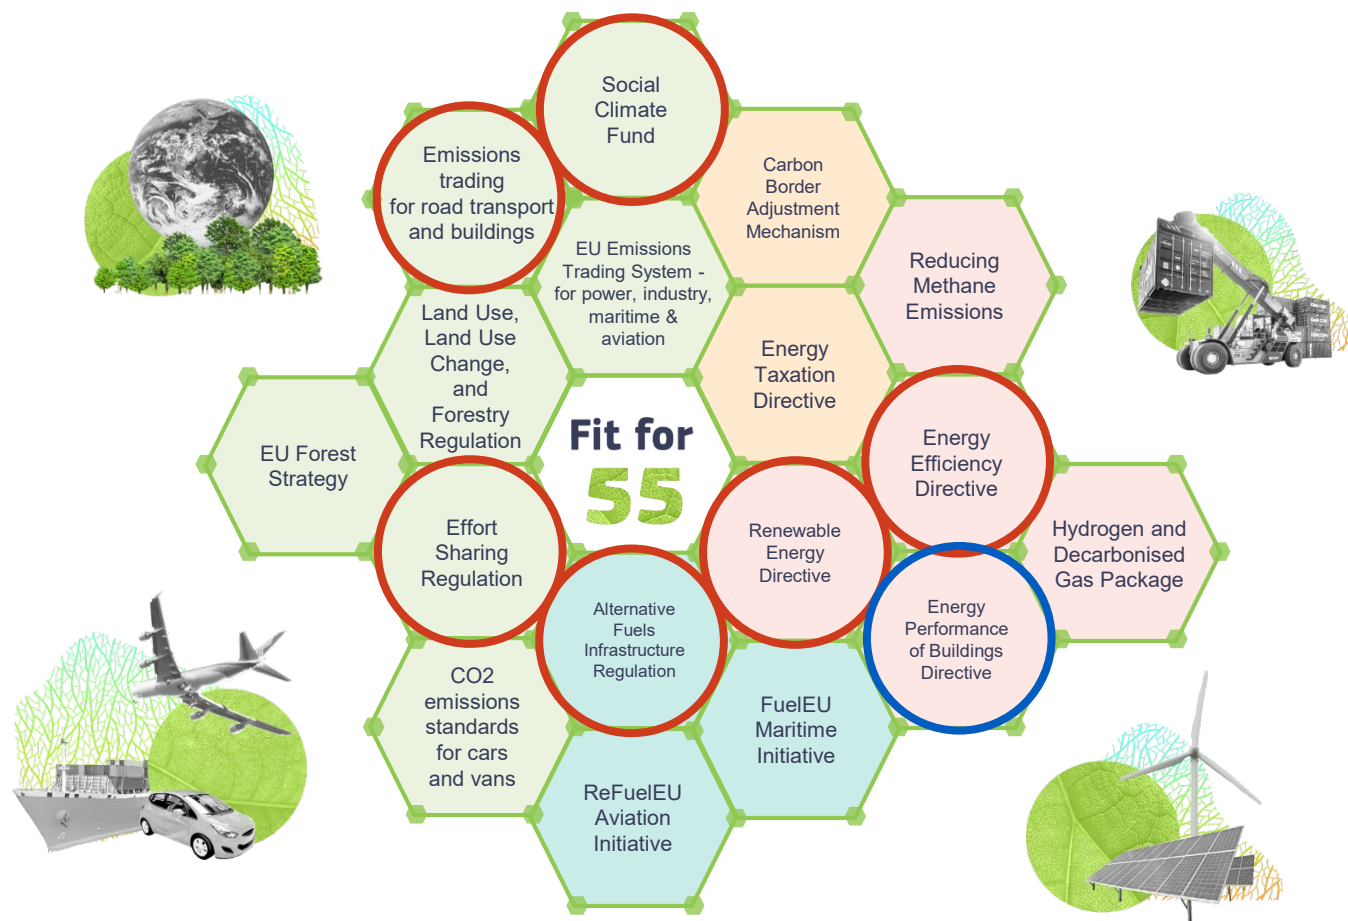 Social
Climate
Fund
Emissions
trading
for road transport
and buildings
Carbon
Border
Adjustment
Mechanism
EU Emissions
Trading System -
for power, industry,
maritime &
aviation
Reducing
Methane
Emissions
Land Use,
Land Use
Change,
and
Forestry
Regulation
Energy
Taxation
Directive
EU Forest
Strategy
Fit for
55
Energy
Efficiency
Directive
Effort
Sharing
Regulation
Renewable
Energy
Directive
Hydrogen and
Decarbonised
Gas Package
Alternative
Fuels
Infrastructure
Regulation
Energy
Performance
of Buildings
Directive
CO2
emissions
standards
for cars
and vans
FuelEU
Maritime
Initiative
ReFuelEU
Aviation
Initiative